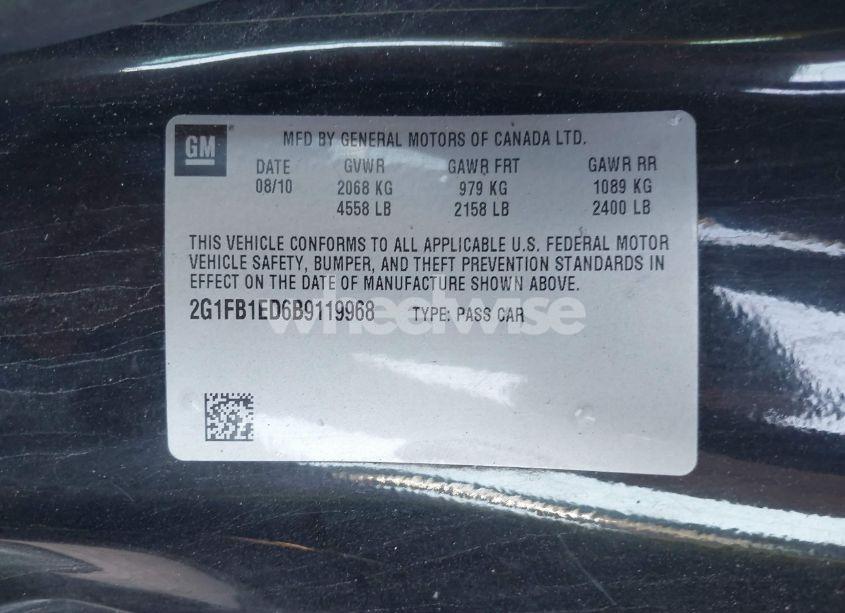 GM
MFD BY GENERAL MOTORS OF CANADA LTD.
DATE GVWR GAWR FRT GAWR RR
08/10 2068 KG 979 KG 1089 KG
4558 LB 2158 LB 2400 LB
THIS VEHICLE CONFORMS TO ALL APPLICABLE U.S. FEDERAL MOTOR
VEHICLE SAFETY, BUMPER, AND THEFT PREVENTION STANDARDS IN
EFFECT ON THE DATE OF MANUFACTURE SHOWN ABOVE.
2G1FB1ED6B9119968 TYPE: PASS CAR
wheelwise